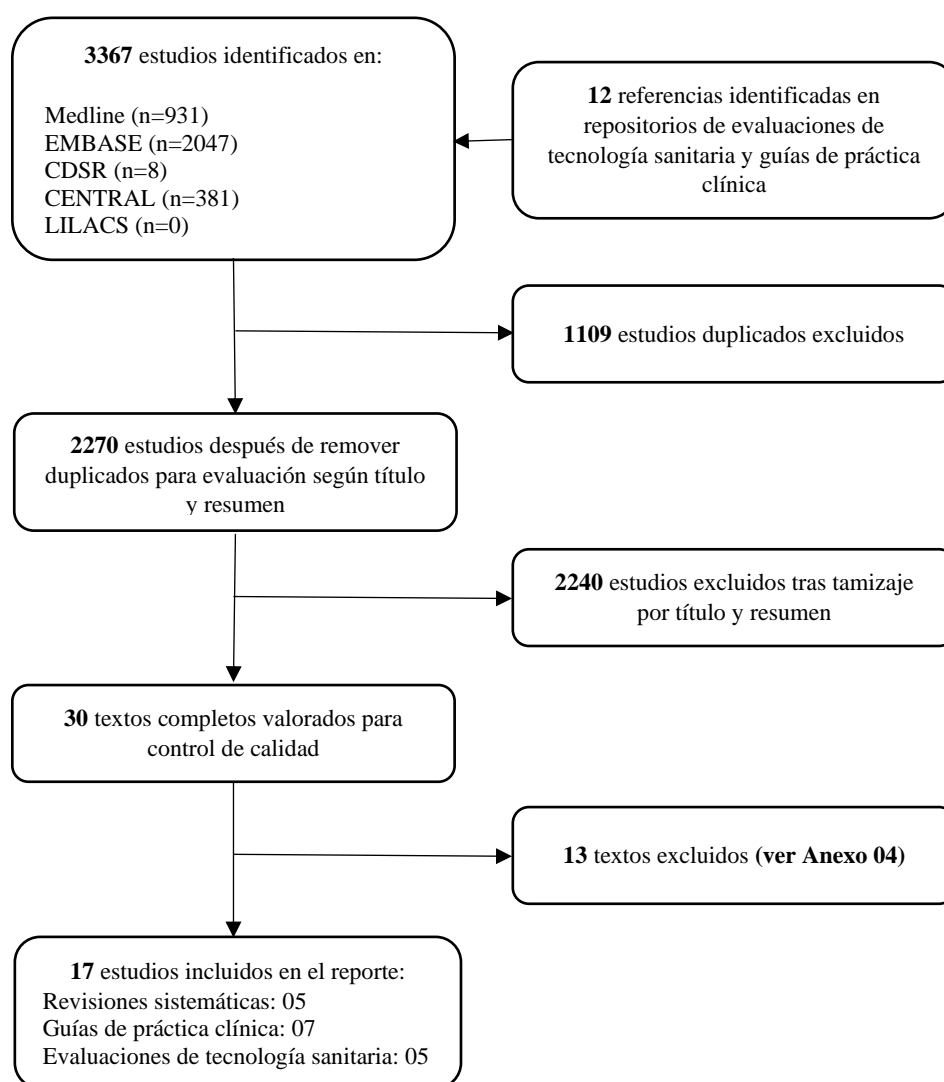 3367 estudios identificados en:
Medline (n=931)
EMBASE (n=2047)
CDSR (n=8)
CENTRAL (n=381)
LILACS (n=0)
12 referencias identificadas en
repositorios de evaluaciones de
tecnología sanitaria y guías de práctica
clínica
1109 estudios duplicados excluidos
2270 estudios después de remover
duplicados para evaluación según título
y resumen
2240 estudios excluidos tras tamizaje
por título y resumen
30 textos completos valorados para
control de calidad
13 textos excluidos (ver Anexo 04)
17 estudios incluidos en el reporte:
Revisiones sistemáticas: 05
Guías de práctica clínica: 07
Evaluaciones de tecnología sanitaria: 05